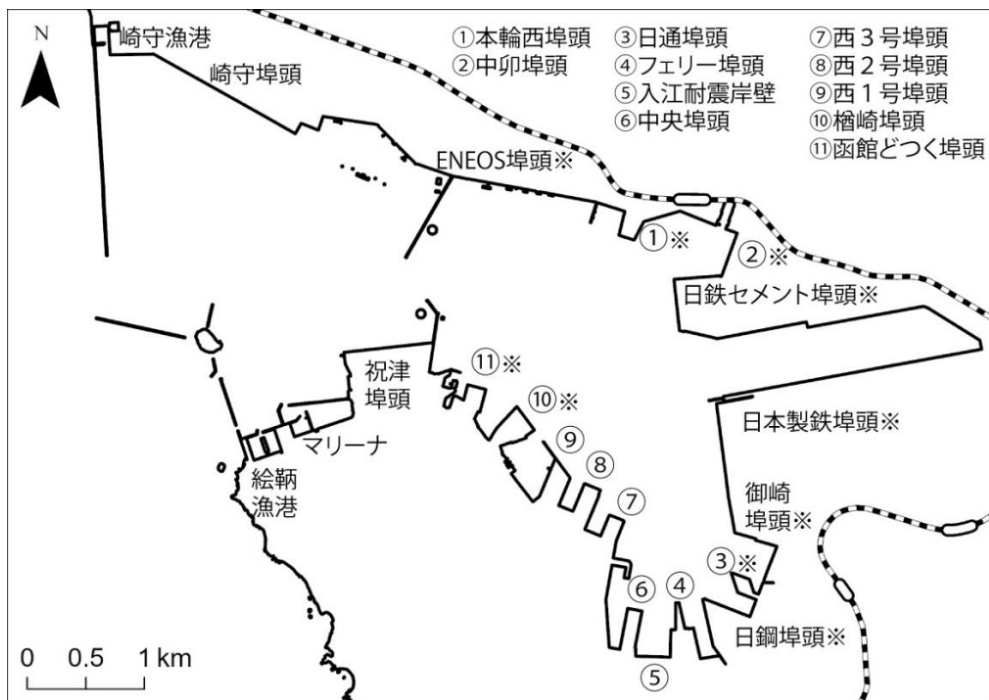 N
崎守漁港
崎守埠頭
①本輪西埠頭
②中卯埠頭
③日通埠頭
④フェリー埠頭
⑤入江耐震岸壁
⑥中央埠頭
⑦西3号埠頭
⑧西2号埠頭
⑨西1号埠頭
⑩楢崎埠頭
⑪函館どつく埠頭
ENEOS埠頭※
①※
②※
日鉄セメント埠頭※
祝津
埠頭
⑪※
⑩※
⑨
⑧
⑦
日本製鉄埠頭※
マリーナ
絵鞆
漁港
御崎
埠頭※
③※
⑥
④
日鋼埠頭※
⑤
0 0.5 1 km